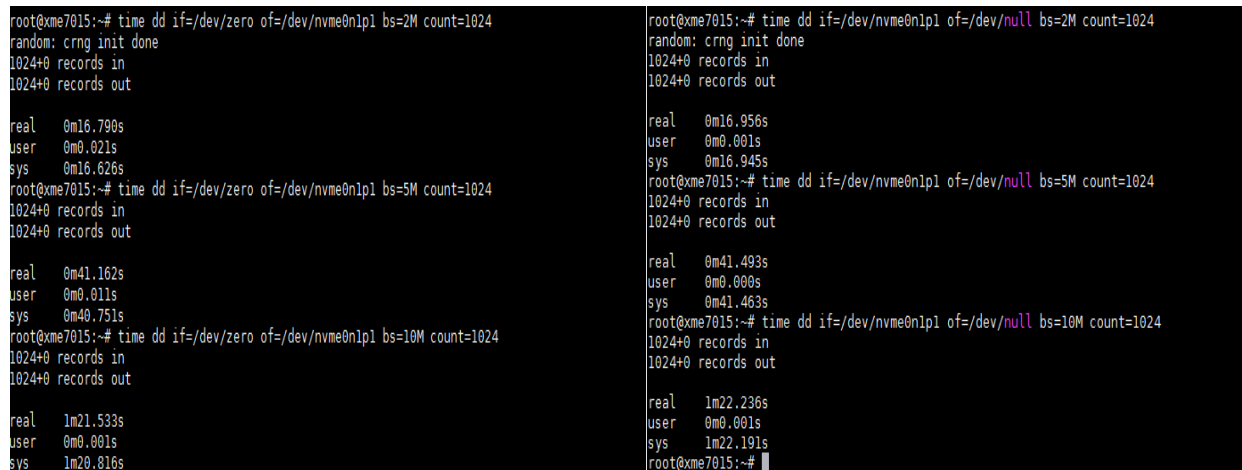 root@xme7015:~# time dd if=/dev/zero of=/dev/nvme0n1p1 bs=2M count=1024
random: crng init done
1024+0 records in
1024+0 records out
real 0m16.790s
user 0m0.021s
sys 0m16.626s
root@xme7015:~# time dd if=/dev/zero of=/dev/nvme0n1p1 bs=5M count=1024
1024+0 records in
1024+0 records out
real 0m41.162s
user 0m0.011s
sys 0m40.751s
root@xme7015:~# time dd if=/dev/zero of=/dev/nvme0n1p1 bs=10M count=1024
1024+0 records in
1024+0 records out
real 1m21.533s
user 0m0.001s
sys 1m20.816s
root@xme7015:~# time dd if=/dev/nvme0n1p1 of=/dev/null bs=2M count=1024
random: crng init done
1024+0 records in
1024+0 records out
real 0m16.956s
user 0m0.001s
sys 0m16.945s
root@xme7015:~# time dd if=/dev/nvme0n1p1 of=/dev/null bs=5M count=1024
1024+0 records in
1024+0 records out
real 0m41.493s
user 0m0.000s
sys 0m41.463s
root@xme7015:~# time dd if=/dev/nvme0n1p1 of=/dev/null bs=10M count=1024
1024+0 records in
1024+0 records out
real 1m22.236s
user 0m0.001s
sys 1m22.191s
root@xme7015:~#